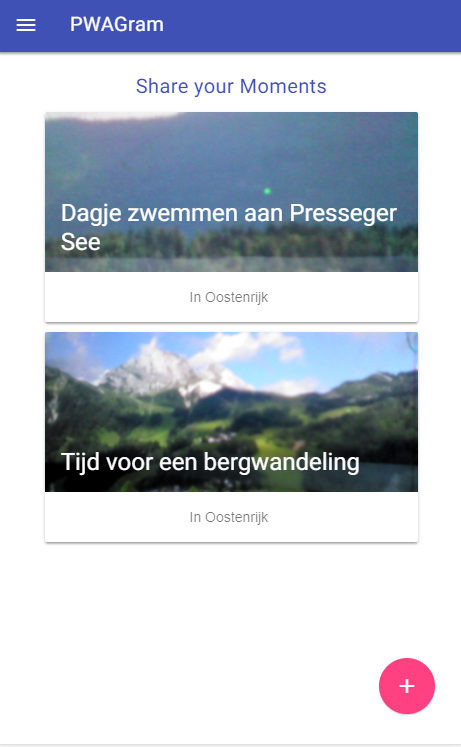 PWAGram
Share your Moments
Dagje zwemmen aan Presseger
See
In Oostenrijk
Tijd voor een bergwandeling
In Oostenrijk
+